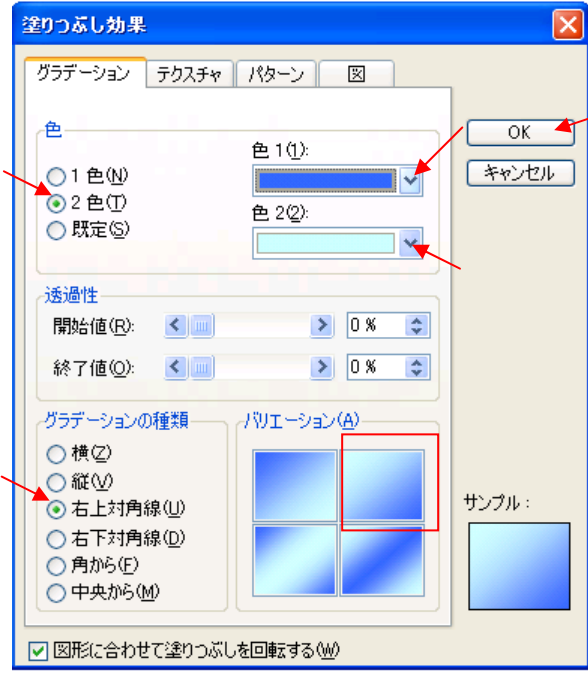 塗りつぶし効果
グラデーション テクスチャ パターン 図
色
1 色(N)
2 色(T)
既定(S)
色 1(1):
色 2(2):
OK
キャンセル
透過性
開始値(R): 0 %
終了値(O): 0 %
グラデーションの種類
横(Z)
縦(V)
右上対角線(U)
右下対角線(D)
角から(F)
中央から(M)
バリエーション(A)
サンプル:
図形に合わせて塗りつぶしを回転する(W)